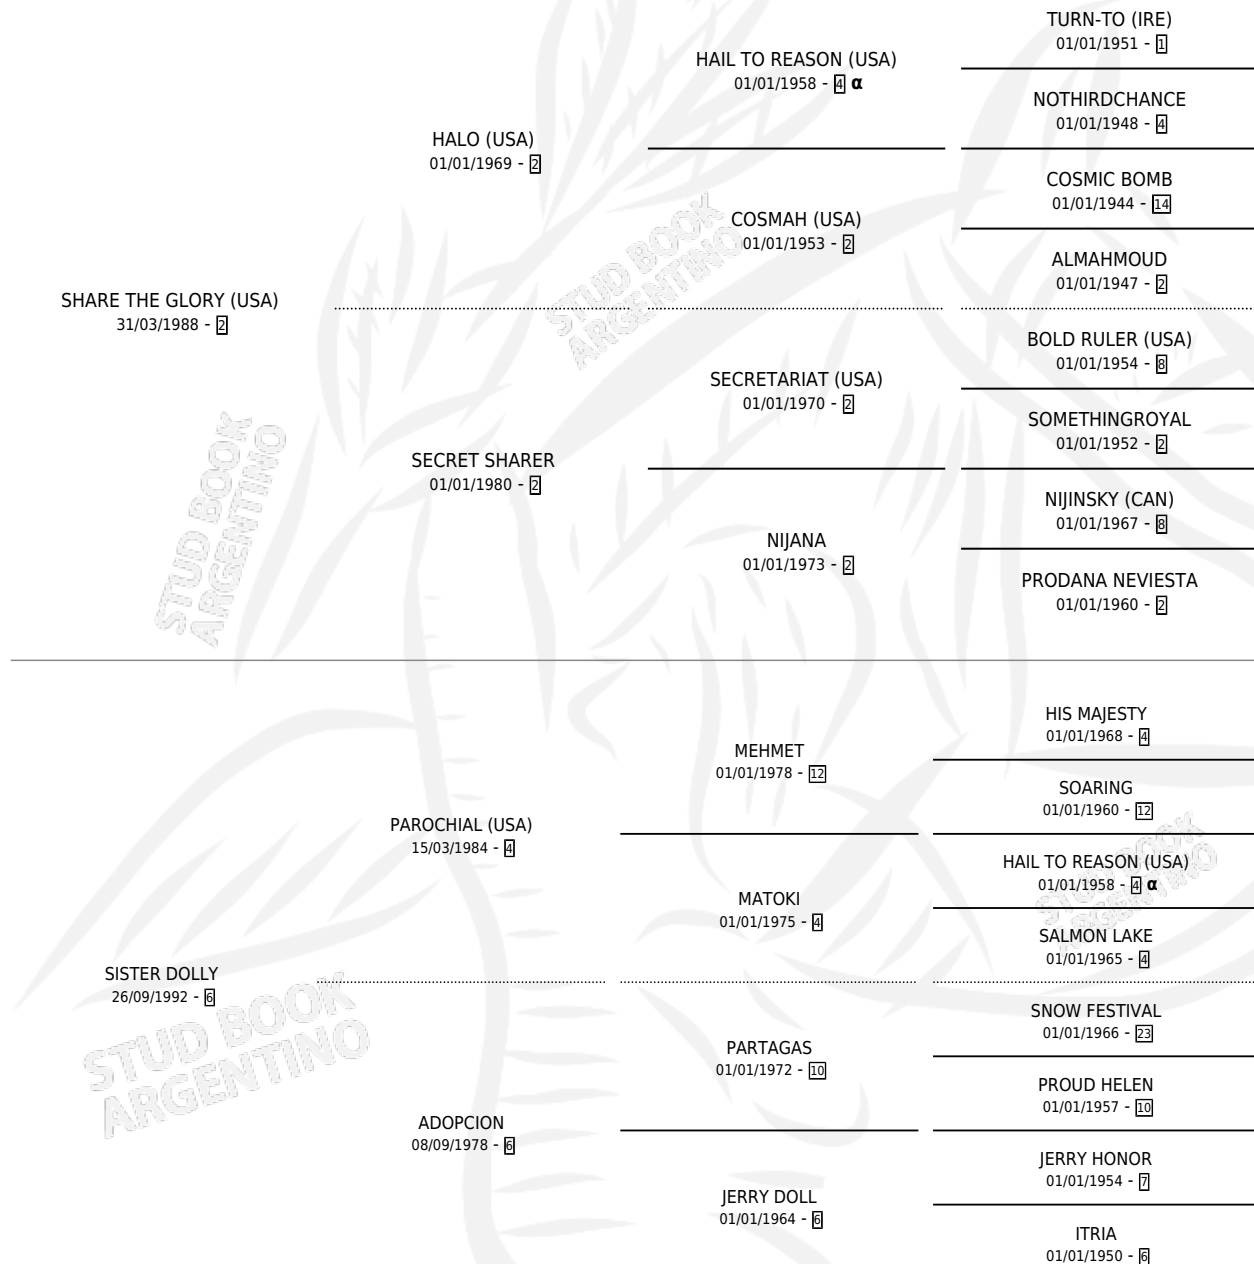 TURN-TO (IRE)
01/01/1951 - 1
HAIL TO REASON (USA)
01/01/1958 - 4 α
NOTHIRDCHANCE
01/01/1948 - 4
HALO (USA)
01/01/1969 - 2
COSMIC BOMB
01/01/1944 - 14
COSMAH (USA)
01/01/1953 - 2
ALMAHMOUD
01/01/1947 - 2
SHARE THE GLORY (USA)
31/03/1988 - 2
BOLD RULER (USA)
01/01/1954 - 8
SECRETARIAT (USA)
01/01/1970 - 2
SOMETHINGROYAL
01/01/1952 - 2
SECRET SHARER
01/01/1980 - 2
NIJINSKY (CAN)
01/01/1967 - 8
NIJANA
01/01/1973 - 2
PRODANA NEVIESTA
01/01/1960 - 2
HIS MAJESTY
01/01/1968 - 4
MEHMET
01/01/1978 - 12
SOARING
01/01/1960 - 12
PAROCHIAL (USA)
15/03/1984 - 4
HAIL TO REASON (USA)
01/01/1958 - 4 α
MATOKI
01/01/1975 - 4
SALMON LAKE
01/01/1965 - 4
SISTER DOLLY
26/09/1992 - 6
SNOW FESTIVAL
01/01/1966 - 23
PARTAGAS
01/01/1972 - 10
PROUD HELEN
01/01/1957 - 10
ADOPCION
08/09/1978 - 6
JERRY HONOR
01/01/1954 - 7
JERRY DOLL
01/01/1964 - 6
ITRIA
01/01/1950 - 6
STUD BOOK
ARGENTINO
STUD BOOK
ARGENTINO
STUD BOOK
ARGENTINO
STUD BOOK
ARGENTINO